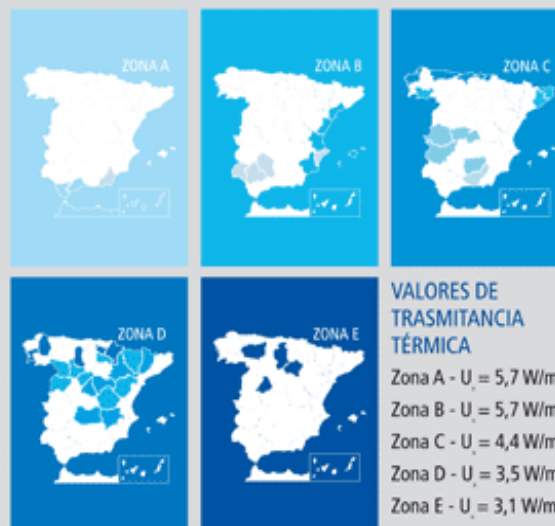 ZONA A
ZONA B
ZONA C
ZONA D
ZONA E
VALORES DE
TRASMITANCIA
TÉRMICA
Zona A - U = 5,7 W/m
Zona B - U = 5,7 W/m
Zona C - U = 4,4 W/m
Zona D - U = 3,5 W/m
Zona E - U = 3,1 W/m